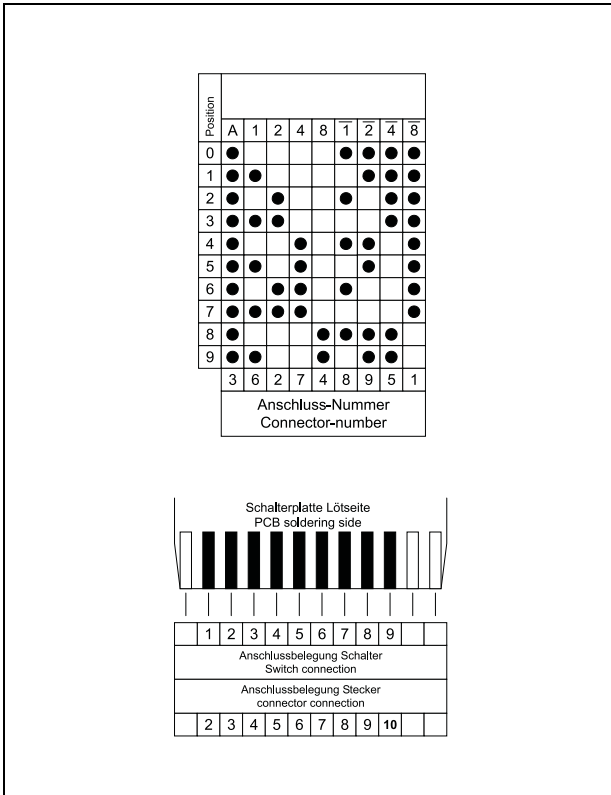 Position
A 1 2 4 8 1̅ 2̅ 4̅ 8̅
0
1
2
3
4
5
6
7
8
9
3 6 2 7 4 8 9 5 1
Anschluss-Nummer
Connector-number
Schalterplatte Lötseite
PCB soldering side
1 2 3 4 5 6 7 8 9
Anschlussbelegung Schalter
Switch connection
Anschlussbelegung Stecker
connector connection
2 3 4 5 6 7 8 9 10